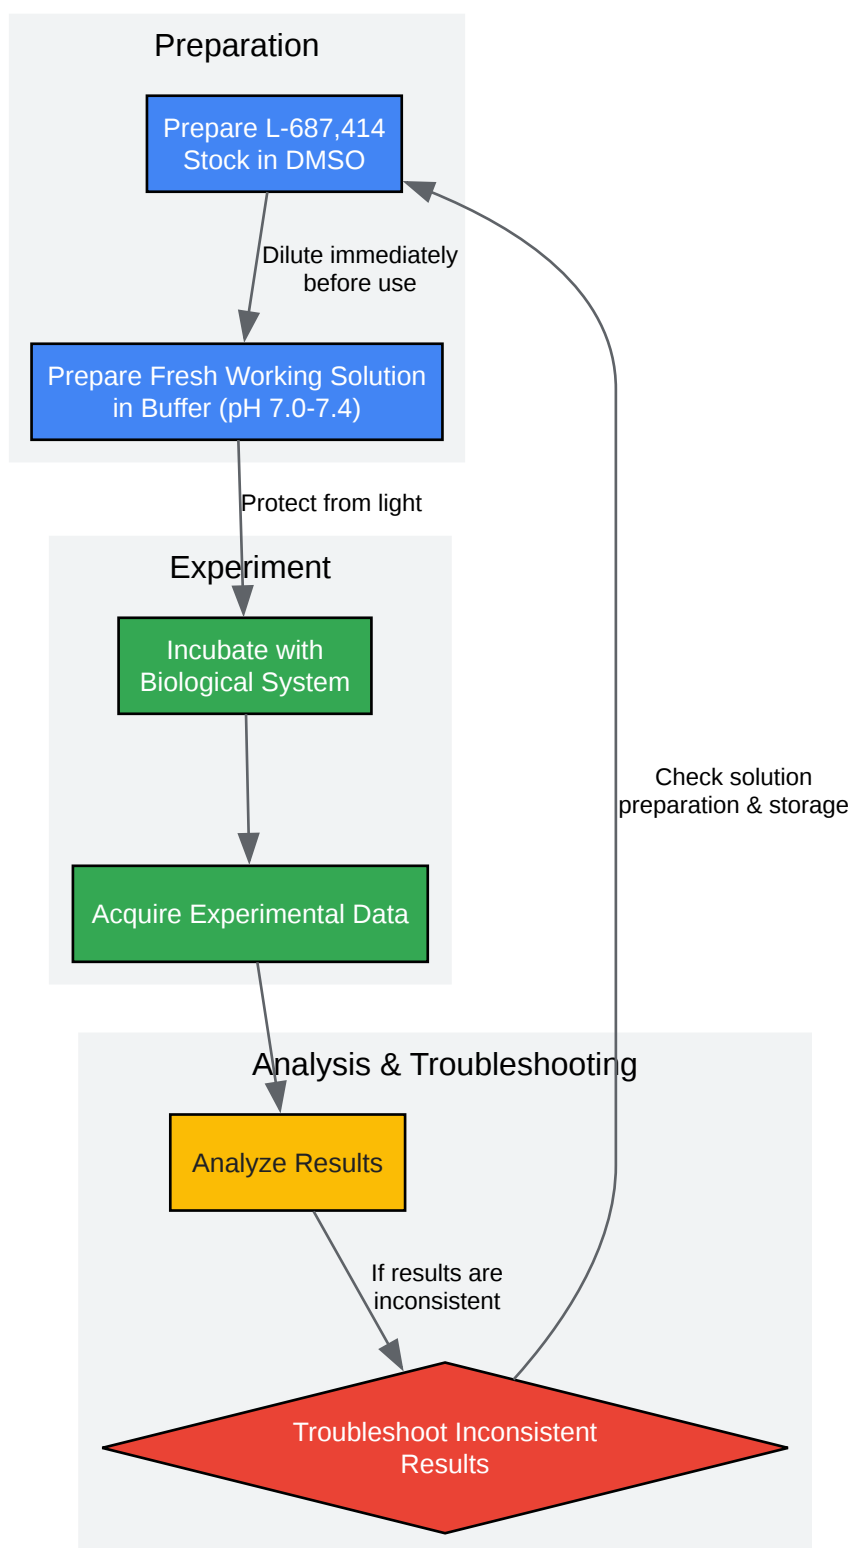 Preparation
Prepare L-687,414
Stock in DMSO
Dilute immediately
before use
Prepare Fresh Working Solution
in Buffer (pH 7.0-7.4)
Protect from light
Experiment
Incubate with
Biological System
Check solution
preparation & storage
Acquire Experimental Data
Analysis & Troubleshooting
Analyze Results
If results are
inconsistent
Troubleshoot Inconsistent
Results